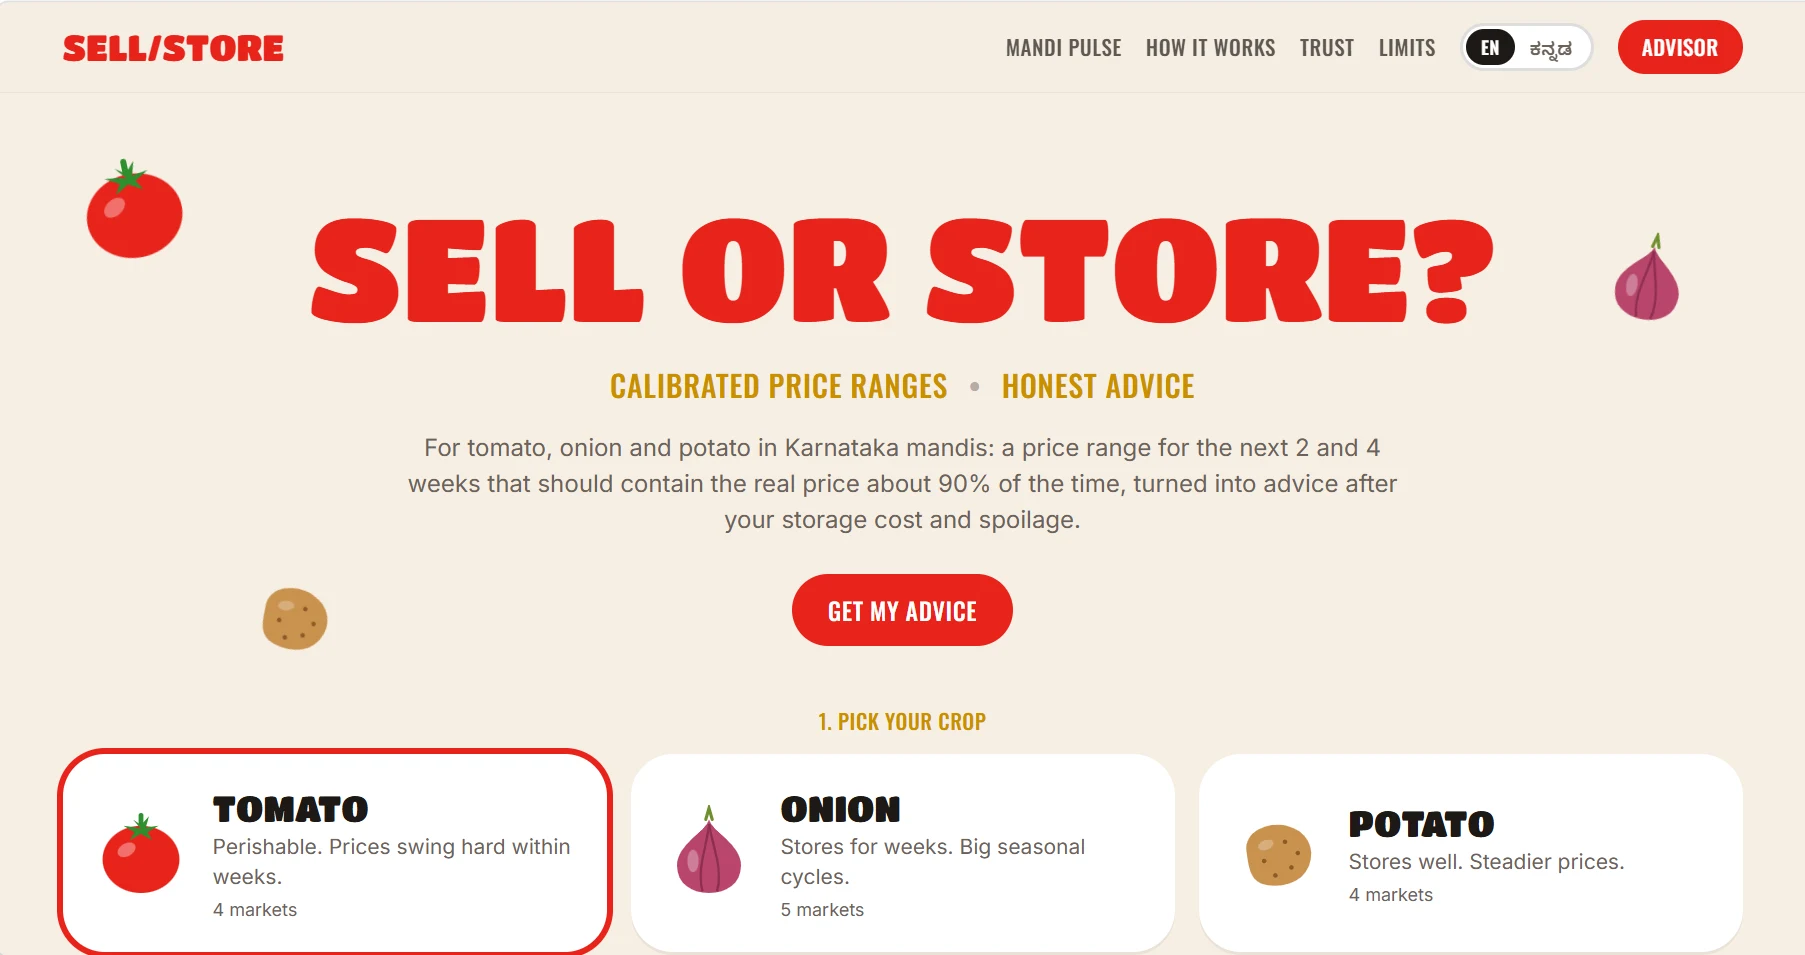 SELL/STORE
MANDI PULSE
HOW IT WORKS
TRUST
LIMITS
EN
ಕನ್ನಡ
ADVISOR
SELL OR STORE?
CALIBRATED PRICE RANGES • HONEST ADVICE
For tomato, onion and potato in Karnataka mandis: a price range for the next 2 and 4
weeks that should contain the real price about 90% of the time, turned into advice after
your storage cost and spoilage.
GET MY ADVICE
1. PICK YOUR CROP
TOMATO
Perishable. Prices swing hard within
weeks.
4 markets
ONION
Stores for weeks. Big seasonal
cycles.
5 markets
POTATO
Stores well. Steadier prices.
4 markets